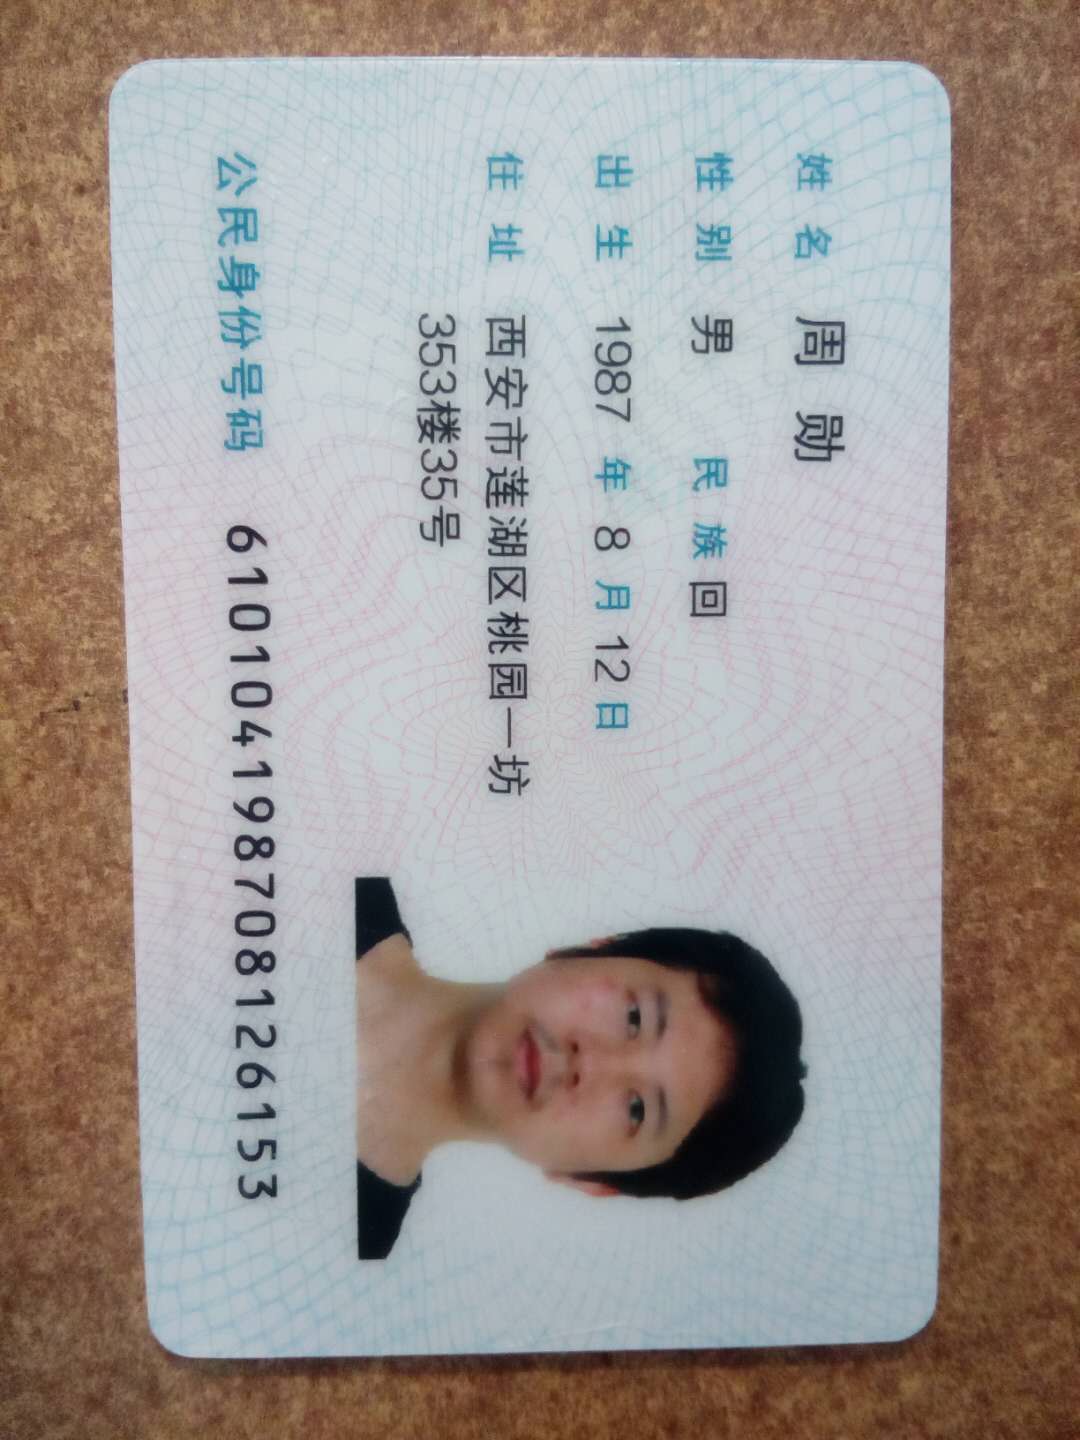 姓名 周勋
性别 男 民族 回
出生 1987 年 8 月 12 日
住址 西安市莲湖区桃园一坊
353楼35号
公民身份号码 610104198708126153